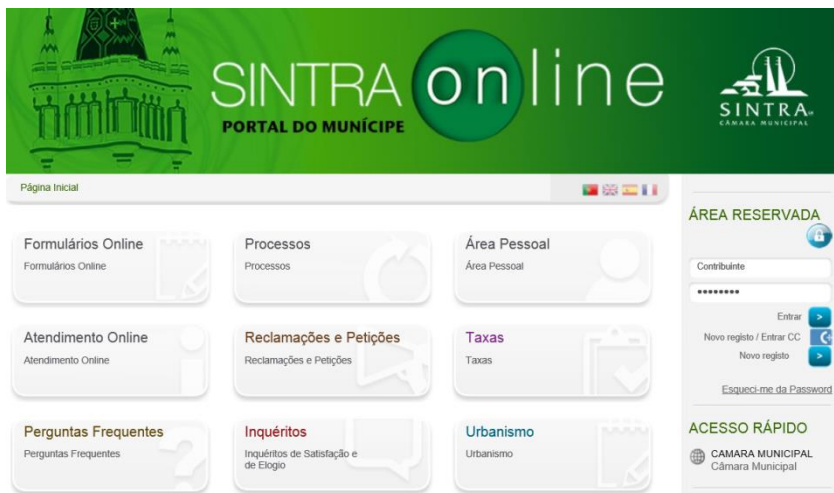 SINTRA online
PORTAL DO MUNÍCIPE
SINTRA
CÂMARA MUNICIPAL
Página Inicial
Formulários Online
Formulários Online
Processos
Processos
Área Pessoal
Área Pessoal
Atendimento Online
Atendimento Online
Reclamações e Petições
Reclamações e Petições
Taxas
Taxas
Perguntas Frequentes
Perguntas Frequentes
Inquéritos
Inquéritos de Satisfação e
de Elogio
Urbanismo
Urbanismo
ÁREA RESERVADA
Contribuinte
••••••••
Entrar
Novo registo / Entrar CC
Novo registo
Esqueci-me da Password
ACESSO RÁPIDO
CAMARA MUNICIPAL
Câmara Municipal